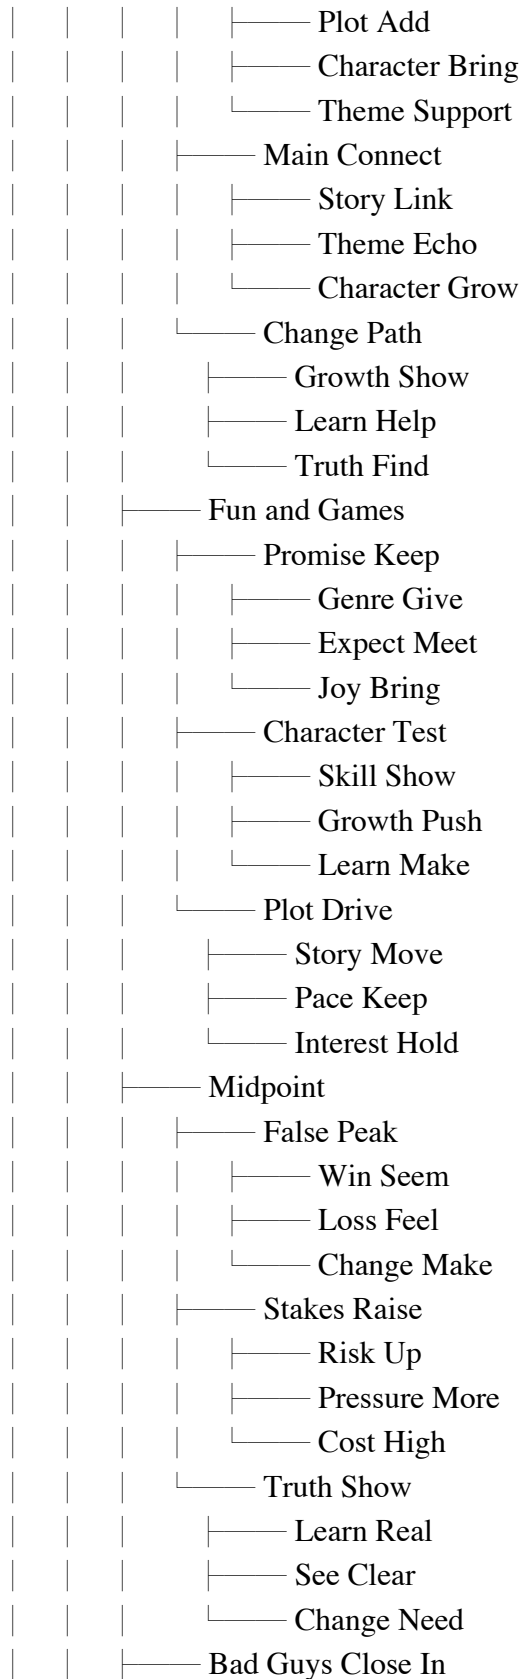 Plot Add
Character Bring
Theme Support
Main Connect
Story Link
Theme Echo
Character Grow
Change Path
Growth Show
Learn Help
Truth Find
Fun and Games
Promise Keep
Genre Give
Expect Meet
Joy Bring
Character Test
Skill Show
Growth Push
Learn Make
Plot Drive
Story Move
Pace Keep
Interest Hold
Midpoint
False Peak
Win Seem
Loss Feel
Change Make
Stakes Raise
Risk Up
Pressure More
Cost High
Truth Show
Learn Real
See Clear
Change Need
Bad Guys Close In